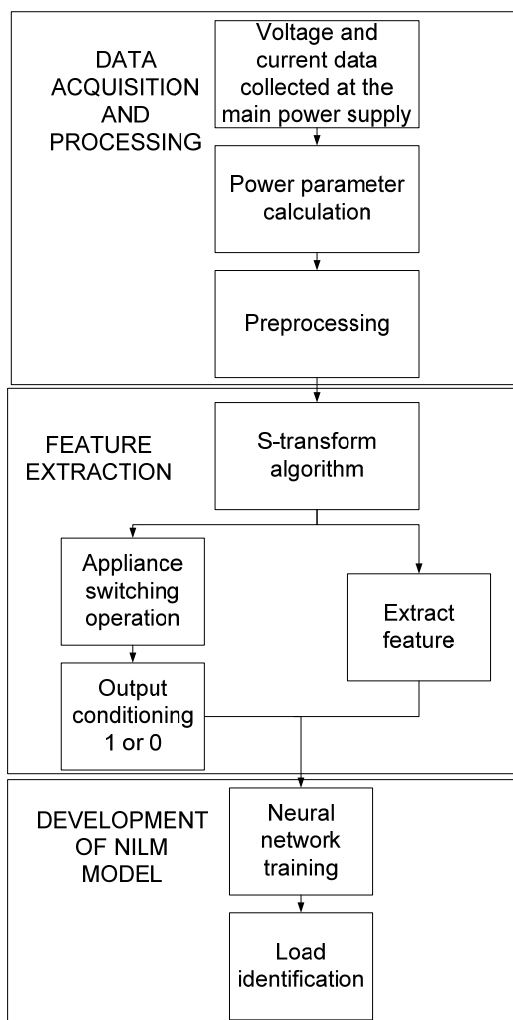 DATA
ACQUISITION
AND
PROCESSING
Voltage and
current data
collected at the
main power supply
Power parameter
calculation
Preprocessing
FEATURE
EXTRACTION
S-transform
algorithm
Appliance
switching
operation
Extract
feature
Output
conditioning
1 or 0
DEVELOPMENT
OF NILM
MODEL
Neural
network
training
Load
identification